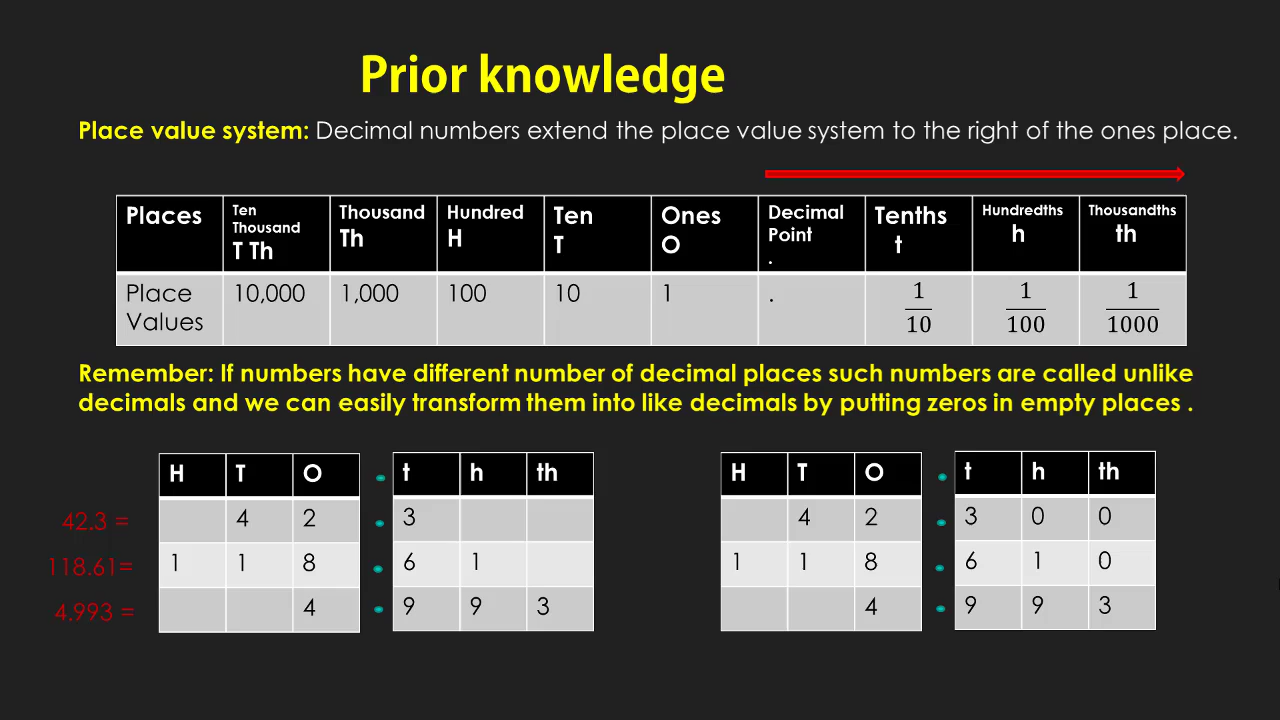 Prior knowledge
Place value system: Decimal numbers extend the place value system to the right of the ones place.
Places Ten Thousand T Th Thousand Th Hundred H Ten T Ones O Decimal Point . Tenths t Hundredths h Thousandths th
Place Values 10,000 1,000 100 10 1 . 1/10 1/100 1/1000
Remember: If numbers have different number of decimal places such numbers are called unlike
decimals and we can easily transform them into like decimals by putting zeros in empty places .
H T O . t h th
42.3 = 4 2 . 3
118.61= 1 1 8 . 6 1
4.993 = 4 . 9 9 3
H T O . t h th
4 2 . 3 0 0
1 1 8 . 6 1 0
4 . 9 9 3